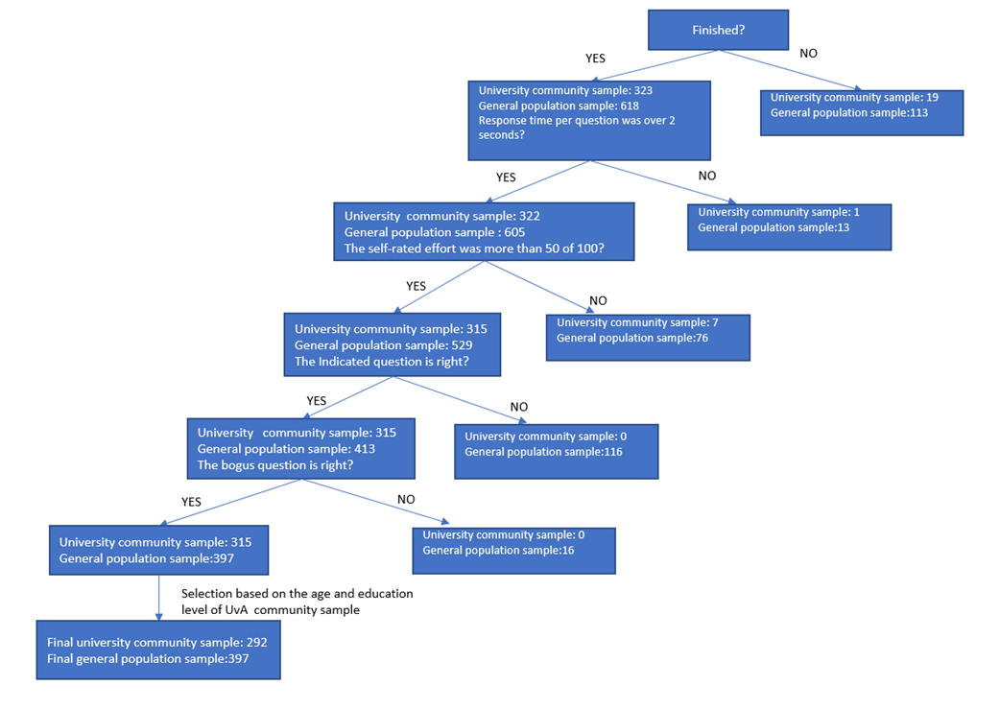 Finished?
YES
NO
University community sample: 323
General population sample: 618
Response time per question was over 2
seconds?
University community sample: 19
General population sample:113
YES
NO
University  community sample: 322
General population sample : 605
The self-rated effort was more than 50 of 100?
University community sample: 1
General population sample:13
YES
NO
University community sample: 315
General population sample: 529
The Indicated question is right?
University community sample: 7
General population sample:76
YES
NO
University  community sample: 315
General population sample: 413
The bogus question is right?
University community sample: 0
General population sample:116
YES
NO
University community sample: 315
General population sample:397
University community sample: 0
General population sample:16
Selection based on the age and education
level of UvA  community sample
Final university community sample: 292
Final general population sample:397